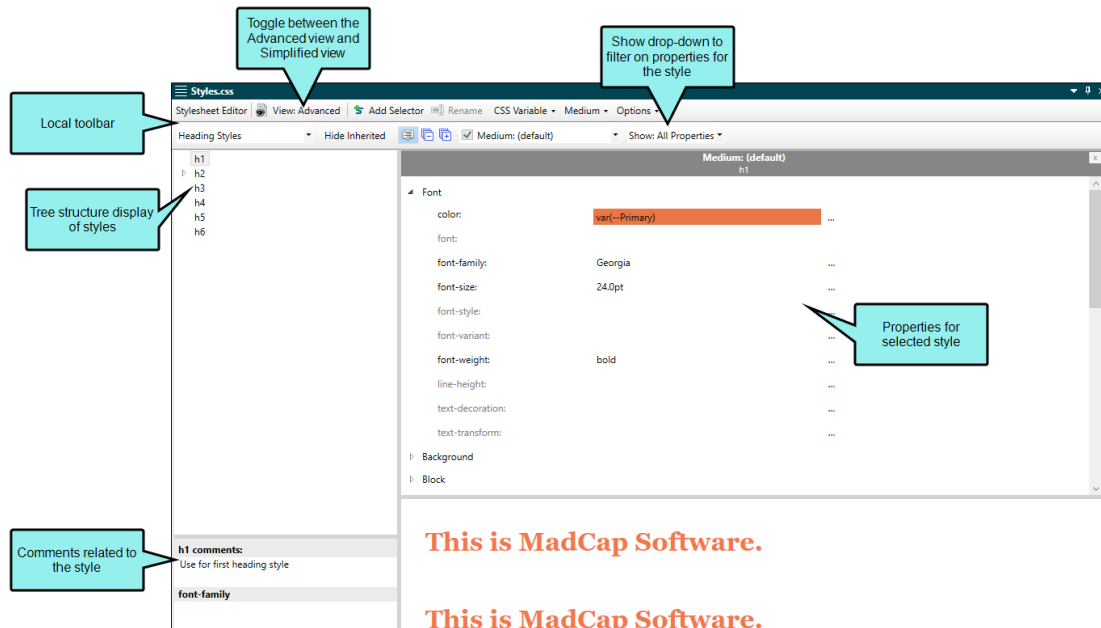 Toggle between the
Advanced view and
Simplified view
Show drop-down to
filter on properties for
the style
Styles.css
Local toolbar
Stylesheet Editor View: Advanced Add Selector Rename CSS Variable Medium Options
Heading Styles Hide Inherited Medium: (default) Show: All Properties
h1
h2
h3
h4
h5
h6
Tree structure display
of styles
Medium: (default)
h1
Font
color: var(--Primary) ...
font:
font-family: Georgia ...
font-size: 24.0pt ...
font-style: ...
font-variant: ...
font-weight: bold ...
line-height: ...
text-decoration: ...
text-transform: ...
Background
Block
Properties for
selected style
Comments related to
the style
h1 comments:
Use for first heading style
font-family
This is MadCap Software.
This is MadCap Software.